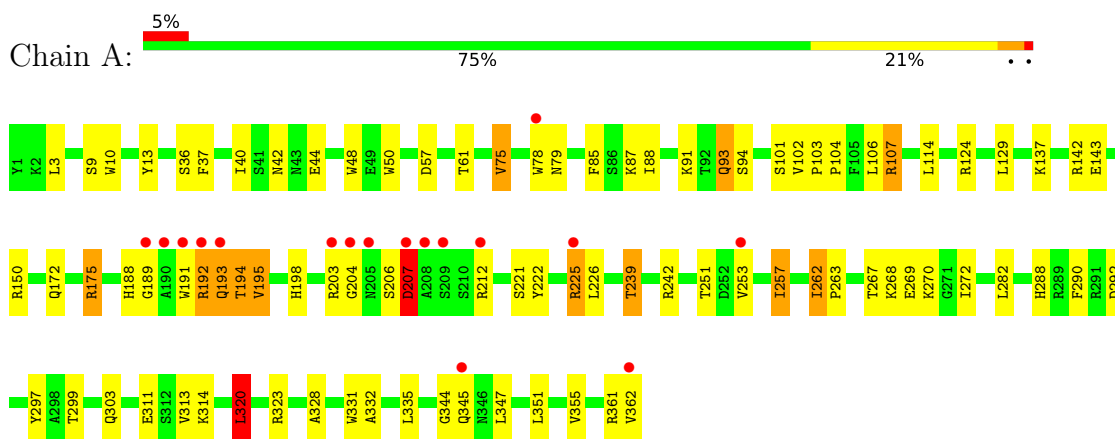 5%
Chain A:
75% 21% • •
Y1 K2 L3 S9 W10 Y13 S36 F37 I40 S41 N42 N43 E44 W48 E49 W50 D57 T61 V75 W78 N79 F85 S86 K87 I88 K91 T92 Q93 S94 S101 V102 P103 P104 F105 L106 R107 L114 R124 L129 K137 R142 E143
R150 Q172 R175 H188 G189 A190 W191 R192 Q193 T194 V195 H198 R203 G204 N205 S206 D207 A208 S209 S210 R212 S221 Y222 R225 L226 T239 R242 T251 D252 V253 I257 I262 P263 T267 K268 E269 K270 G271 I272 L282 H288 R289 F290 R291
Y297 A298 T299 Q303 E311 S312 V313 K314 L320 R323 A328 W331 A332 L335 G344 Q345 N346 L347 L351 V355 R361 V362